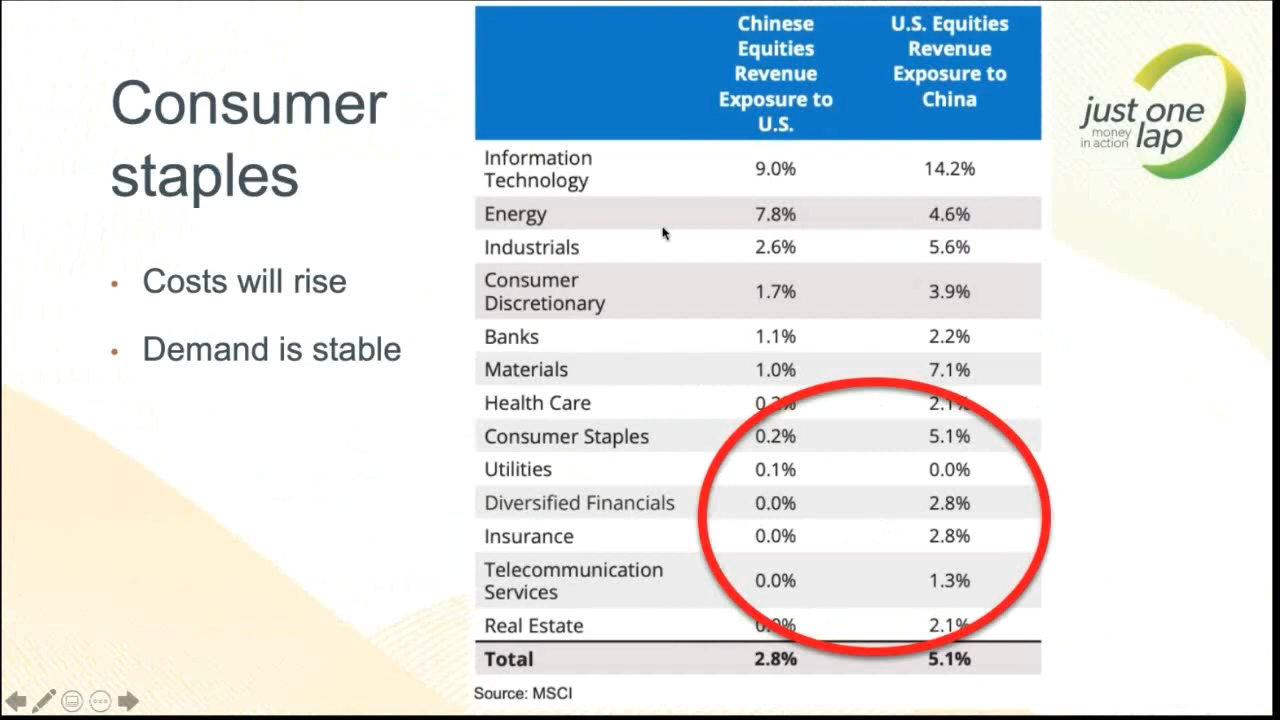 Consumer
staples
• Costs will rise
• Demand is stable
Chinese Equities Revenue Exposure to U.S.
U.S. Equities Revenue Exposure to China
Information Technology 9.0% 14.2%
Energy 7.8% 4.6%
Industrials 2.6% 5.6%
Consumer Discretionary 1.7% 3.9%
Banks 1.1% 2.2%
Materials 1.0% 7.1%
Health Care 2.1%
Consumer Staples 0.2% 5.1%
Utilities 0.1% 0.0%
Diversified Financials 0.0% 2.8%
Insurance 0.0% 2.8%
Telecommunication Services 0.0% 1.3%
Real Estate 0.0% 2.1%
Total 2.8% 5.1%
Source: MSCI
just one
money
in action
lap